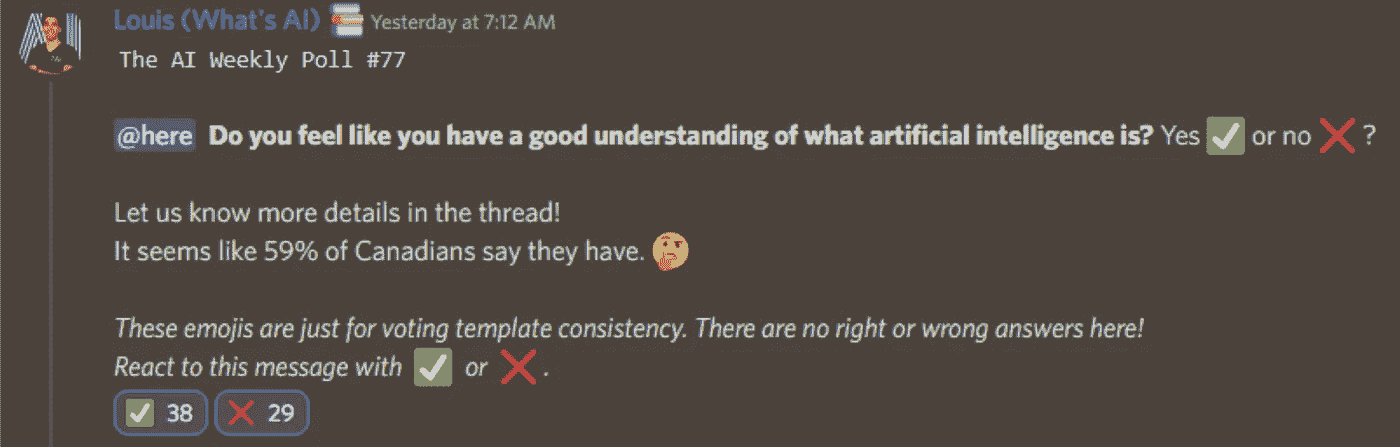 Louis (What's AI) Yesterday at 7:12 AM
The AI Weekly Poll #77
@here Do you feel like you have a good understanding of what artificial intelligence is? Yes ✅ or no ❌ ?
Let us know more details in the thread!
It seems like 59% of Canadians say they have. 🤔
These emojis are just for voting template consistency. There are no right or wrong answers here!
React to this message with ✅ or ❌ .
✅ 38 ❌ 29